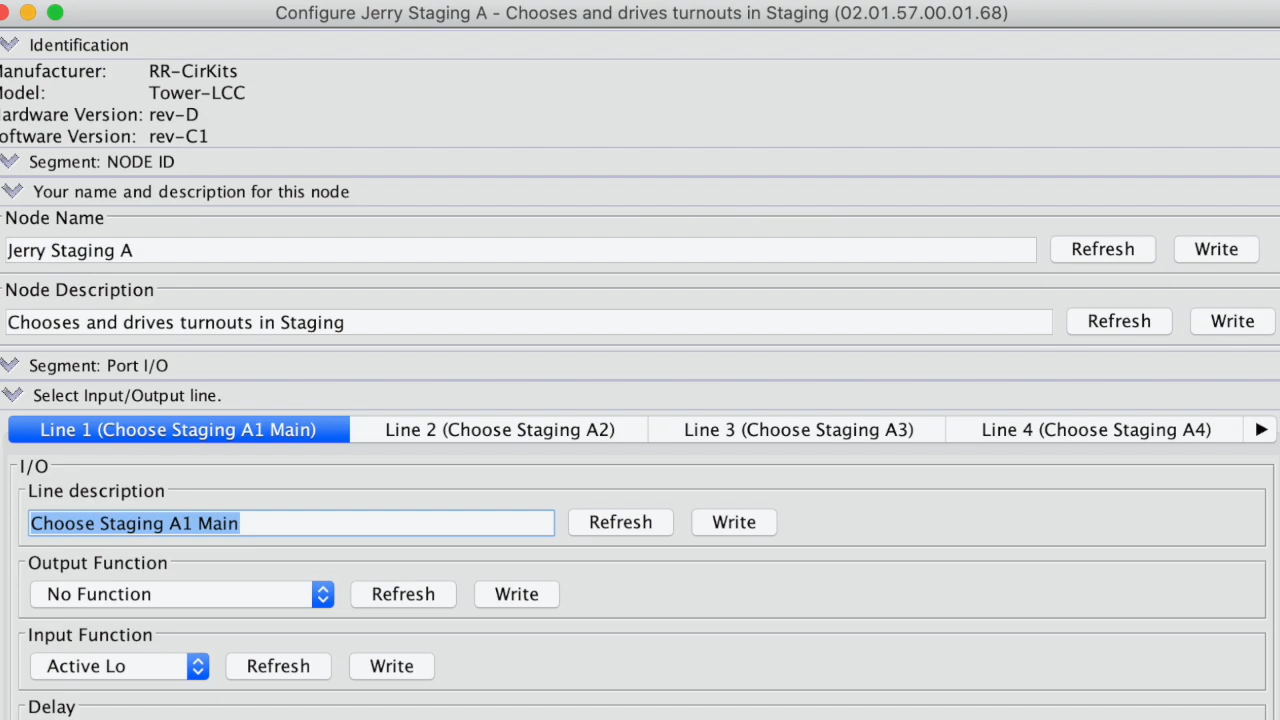 Configure Jerry Staging A - Chooses and drives turnouts in Staging (02.01.57.00.01.68)
Identification
anufacturer: RR-CirKits
odel: Tower-LCC
ardware Version: rev-D
oftware Version: rev-C1
Segment: NODE ID
Your name and description for this node
Node Name
Jerry Staging A Refresh Write
Node Description
Chooses and drives turnouts in Staging Refresh Write
Segment: Port I/O
Select Input/Output line.
Line 1 (Choose Staging A1 Main) Line 2 (Choose Staging A2) Line 3 (Choose Staging A3) Line 4 (Choose Staging A4)
I/O
Line description
Choose Staging A1 Main Refresh Write
Output Function
No Function Refresh Write
Input Function
Active Lo Refresh Write
Delay